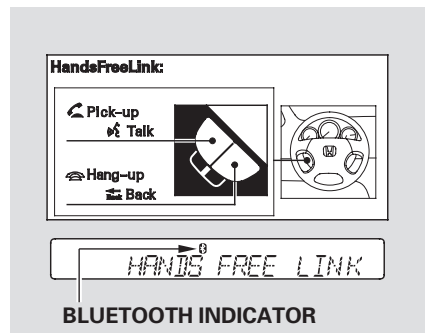 HandsFreeLink:
Pick-up
Talk
Hang-up
Back
HANDS FREE LINK
BLUETOOTH INDICATOR